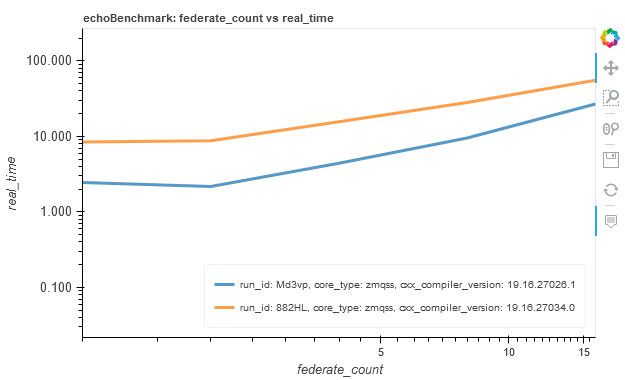 echoBenchmark: federate_count vs real_time
100.000
10.000
1.000
0.100
real_time
run_id: Md3vp, core_type: zmqss, cxx_compiler_version: 19.16.27026.1
run_id: 882HL, core_type: zmqss, cxx_compiler_version: 19.16.27034.0
5
10
15
federate_count